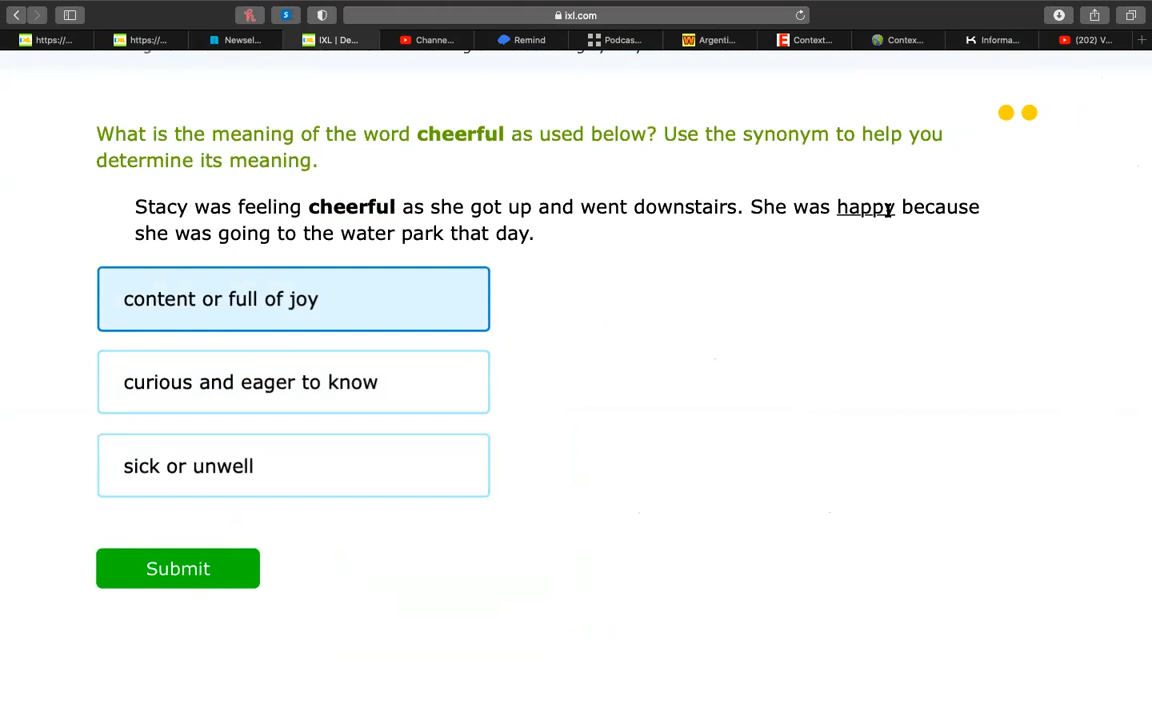 ixl.com
https://...
https://...
Newsel...
IXL | De...
Channe...
Remind
Podcas...
Argenti...
Context...
Contex...
Informa...
(202) V...
What is the meaning of the word cheerful as used below? Use the synonym to help you
determine its meaning.
Stacy was feeling cheerful as she got up and went downstairs. She was happy because
she was going to the water park that day.
content or full of joy
curious and eager to know
sick or unwell
Submit